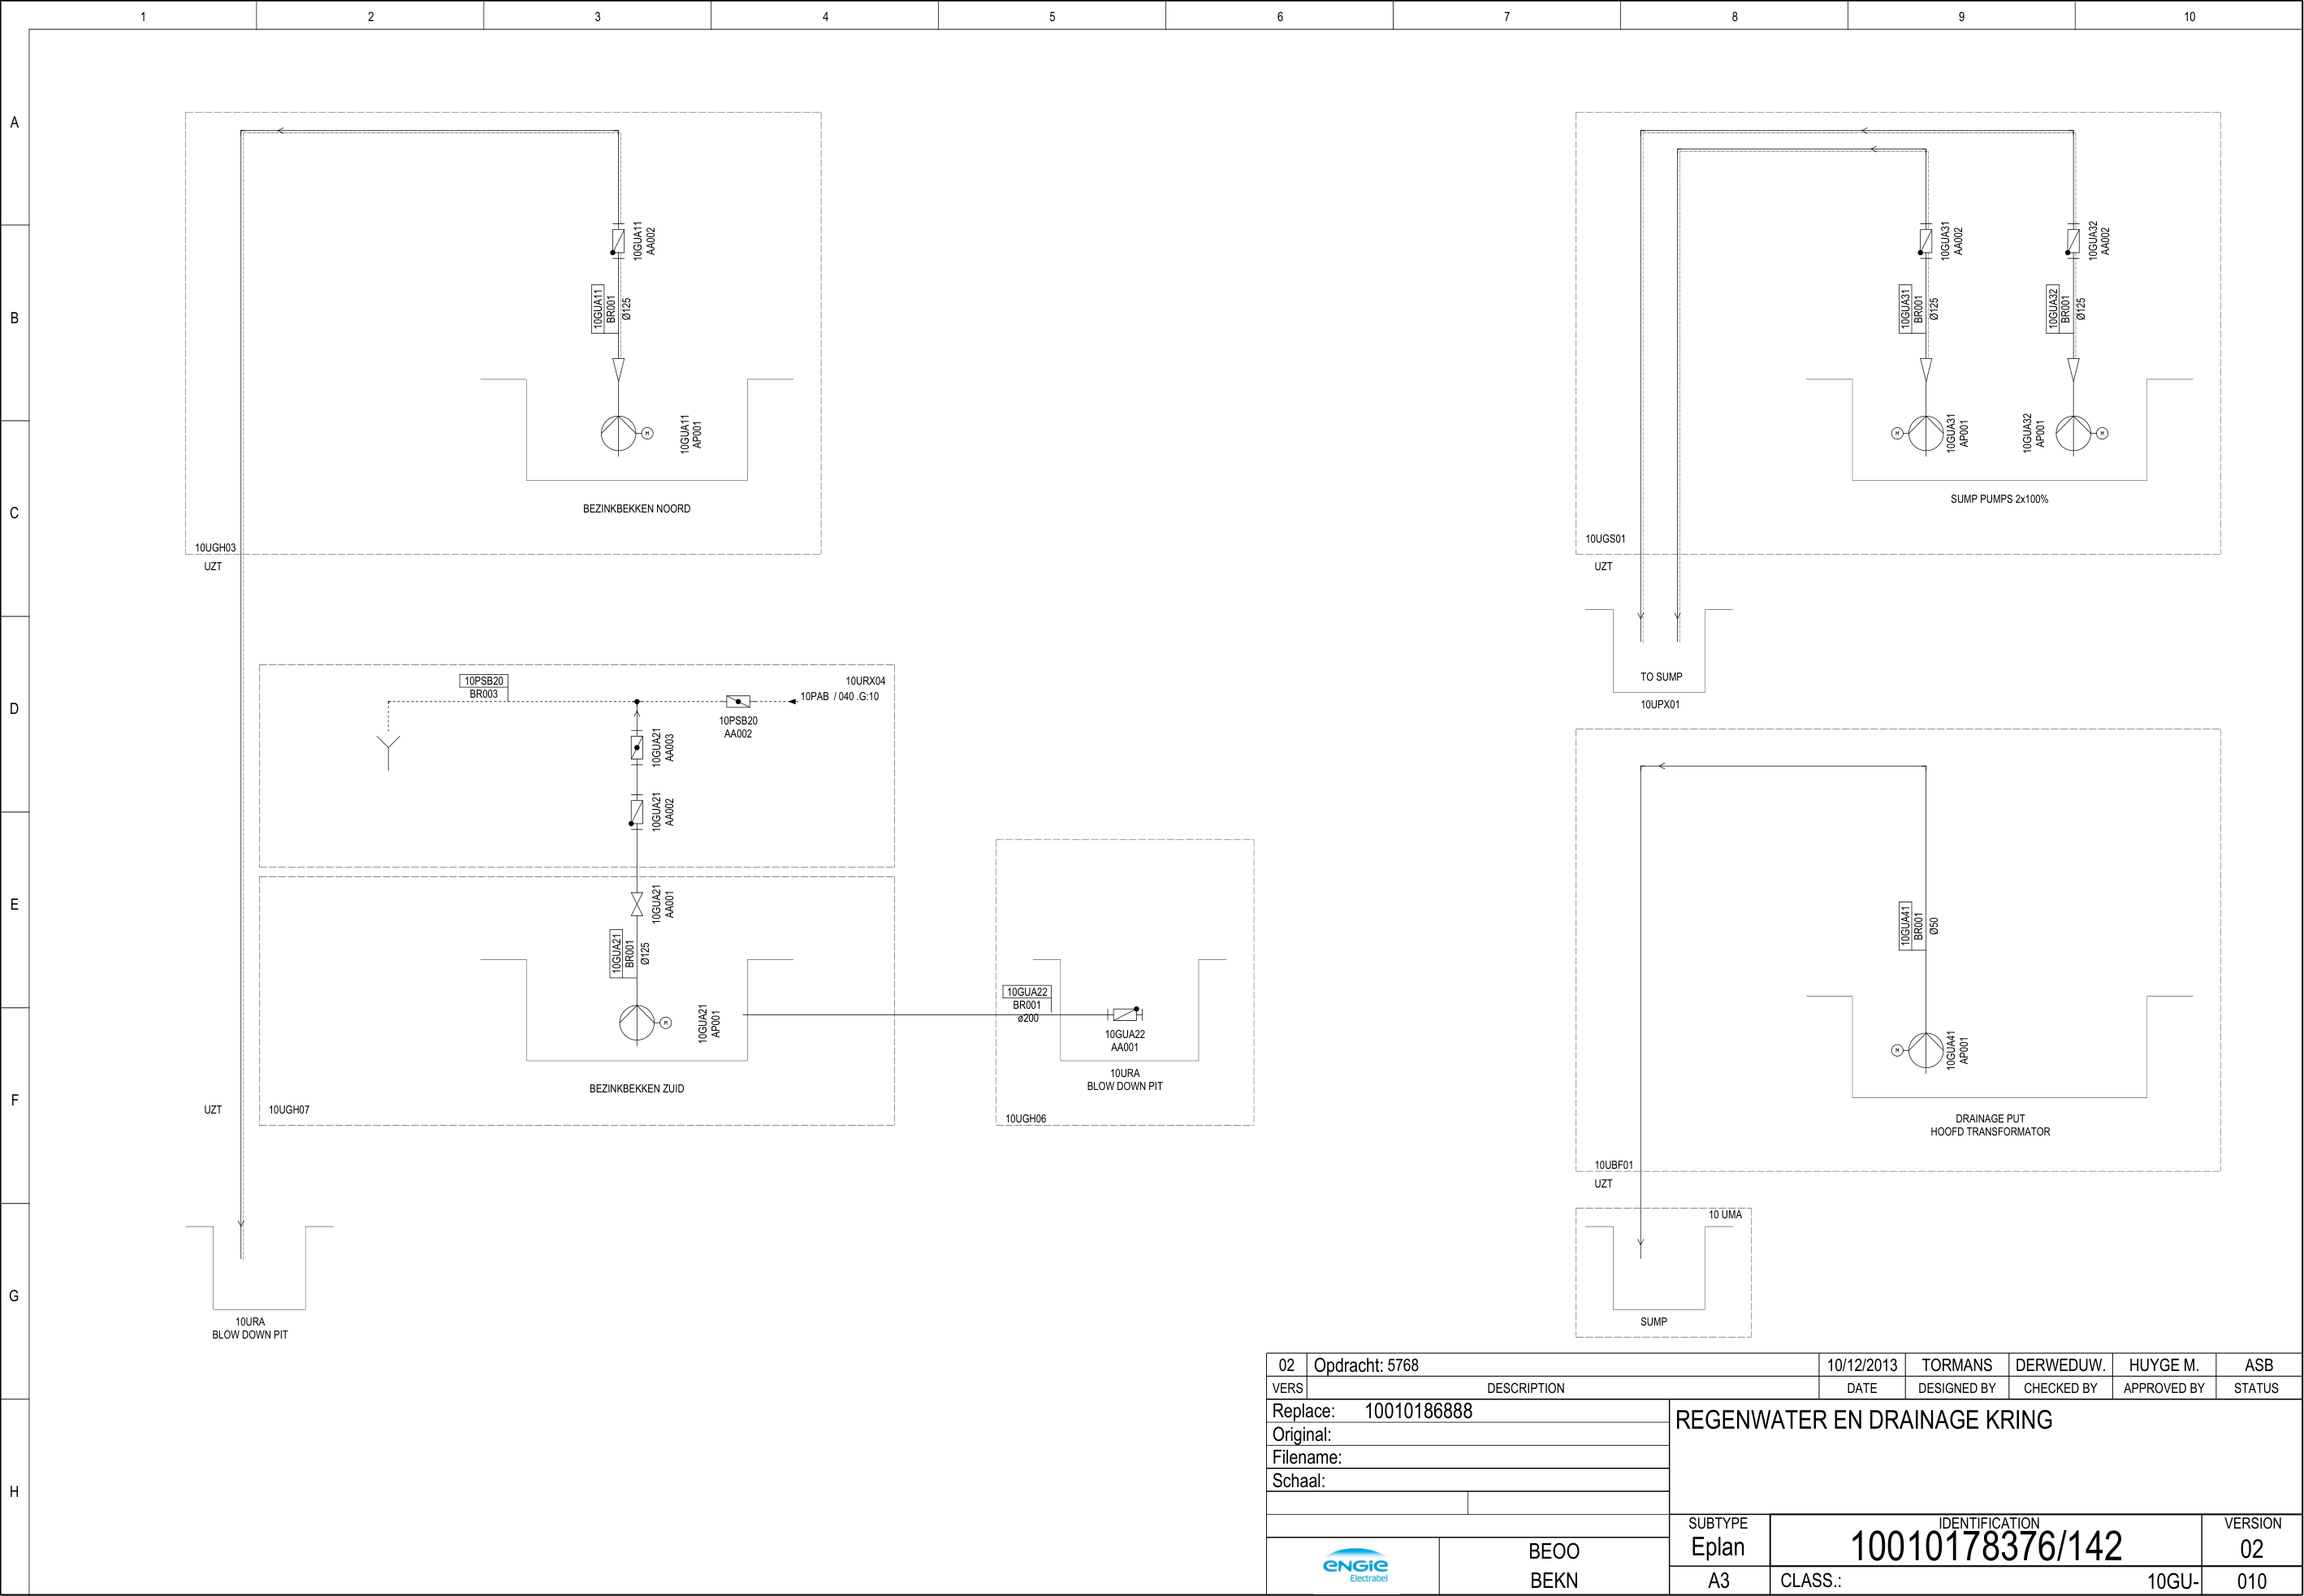 1 2 3 4 5 6 7 8 9 10
A
B
C
D
E
F
G
H
10GUA11
AA002
10GUA11
BR001
Ø125
M
10GUA11
AP001
BEZINKBEKKEN NOORD
10UGH03
UZT
10PSB20
BR003
10URX04
10PAB / 040 .G:10
10PSB20
AA002
10GUA21
AA003
10GUA21
AA002
10GUA21
AA001
10GUA21
BR001
Ø125
M
10GUA21
AP001
BEZINKBEKKEN ZUID
UZT
10UGH07
10GUA22
BR001
ø200
10GUA22
AA001
10URA
BLOW DOWN PIT
10UGH06
10URA
BLOW DOWN PIT
10GUA31
AA002
10GUA32
AA002
10GUA31
BR001
Ø125
10GUA32
BR001
Ø125
M
10GUA31
AP001
10GUA32
AP001
M
SUMP PUMPS 2x100%
10UGS01
UZT
TO SUMP
10UPX01
10GUA41
BR001
Ø50
M
10GUA41
AP001
DRAINAGE PUT
HOOFD TRANSFORMATOR
10UBF01
UZT
10 UMA
SUMP
02 Opdracht: 5768 10/12/2013 TORMANS DERWEDUW. HUYGE M. ASB
VERS DESCRIPTION DATE DESIGNED BY CHECKED BY APPROVED BY STATUS
Replace: 10010186888
Original:
Filename:
Schaal:
REGENWATER EN DRAINAGE KRING
SUBTYPE IDENTIFICATION VERSION
Eplan 10010178376/142 02
A3 CLASS.: 10GU- 010
ENGIE
Electrabel
BEOO
BEKN